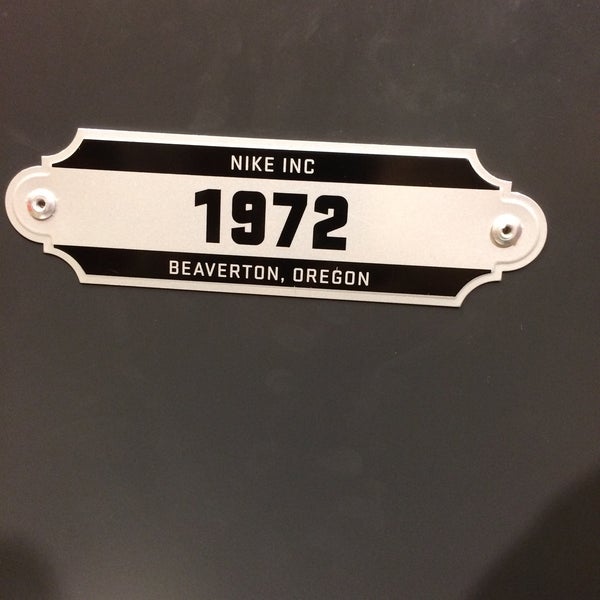 NIKE INC
1972
BEAVERTON, OREGON